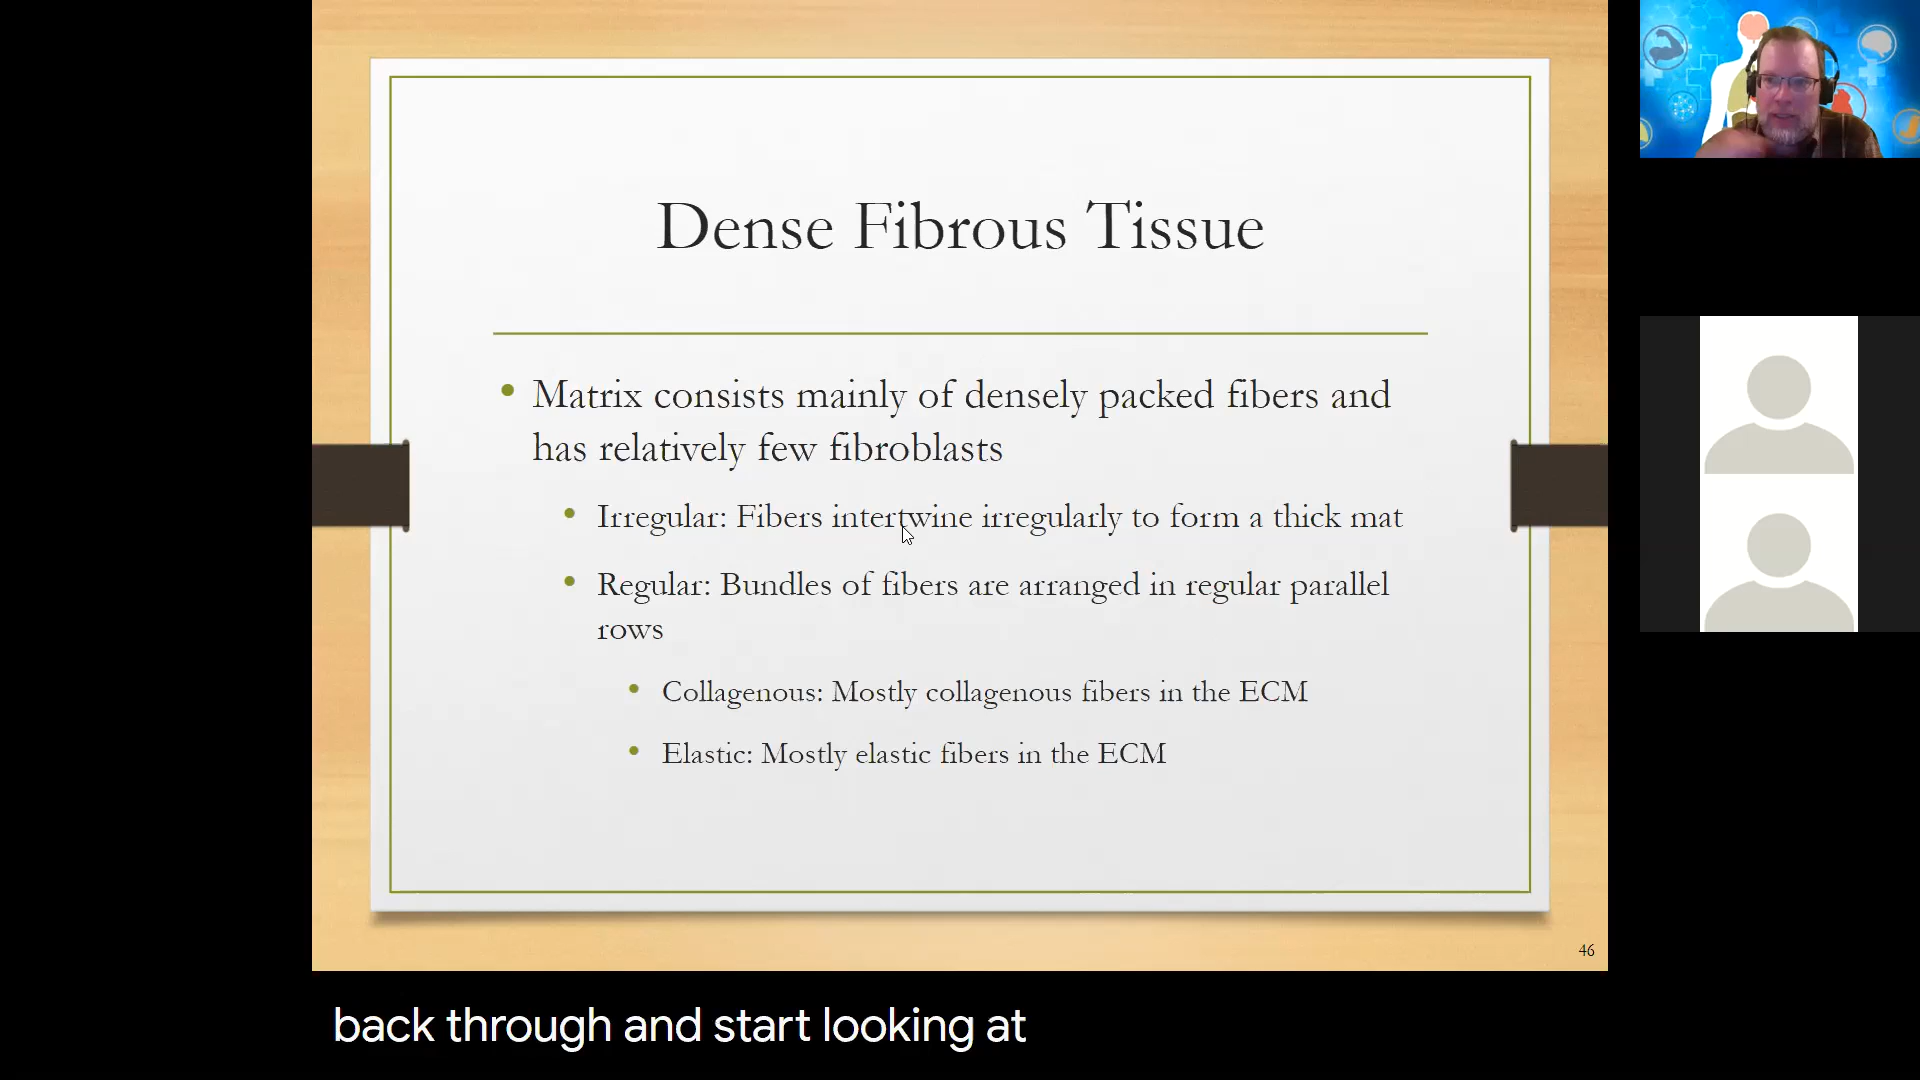 Dense Fibrous Tissue
Matrix consists mainly of densely packed fibers and
has relatively few fibroblasts
Irregular: Fibers intertwine irregularly to form a thick mat
Regular: Bundles of fibers are arranged in regular parallel
rows
Collagenous: Mostly collagenous fibers in the ECM
Elastic: Mostly elastic fibers in the ECM
46
back through and start looking at